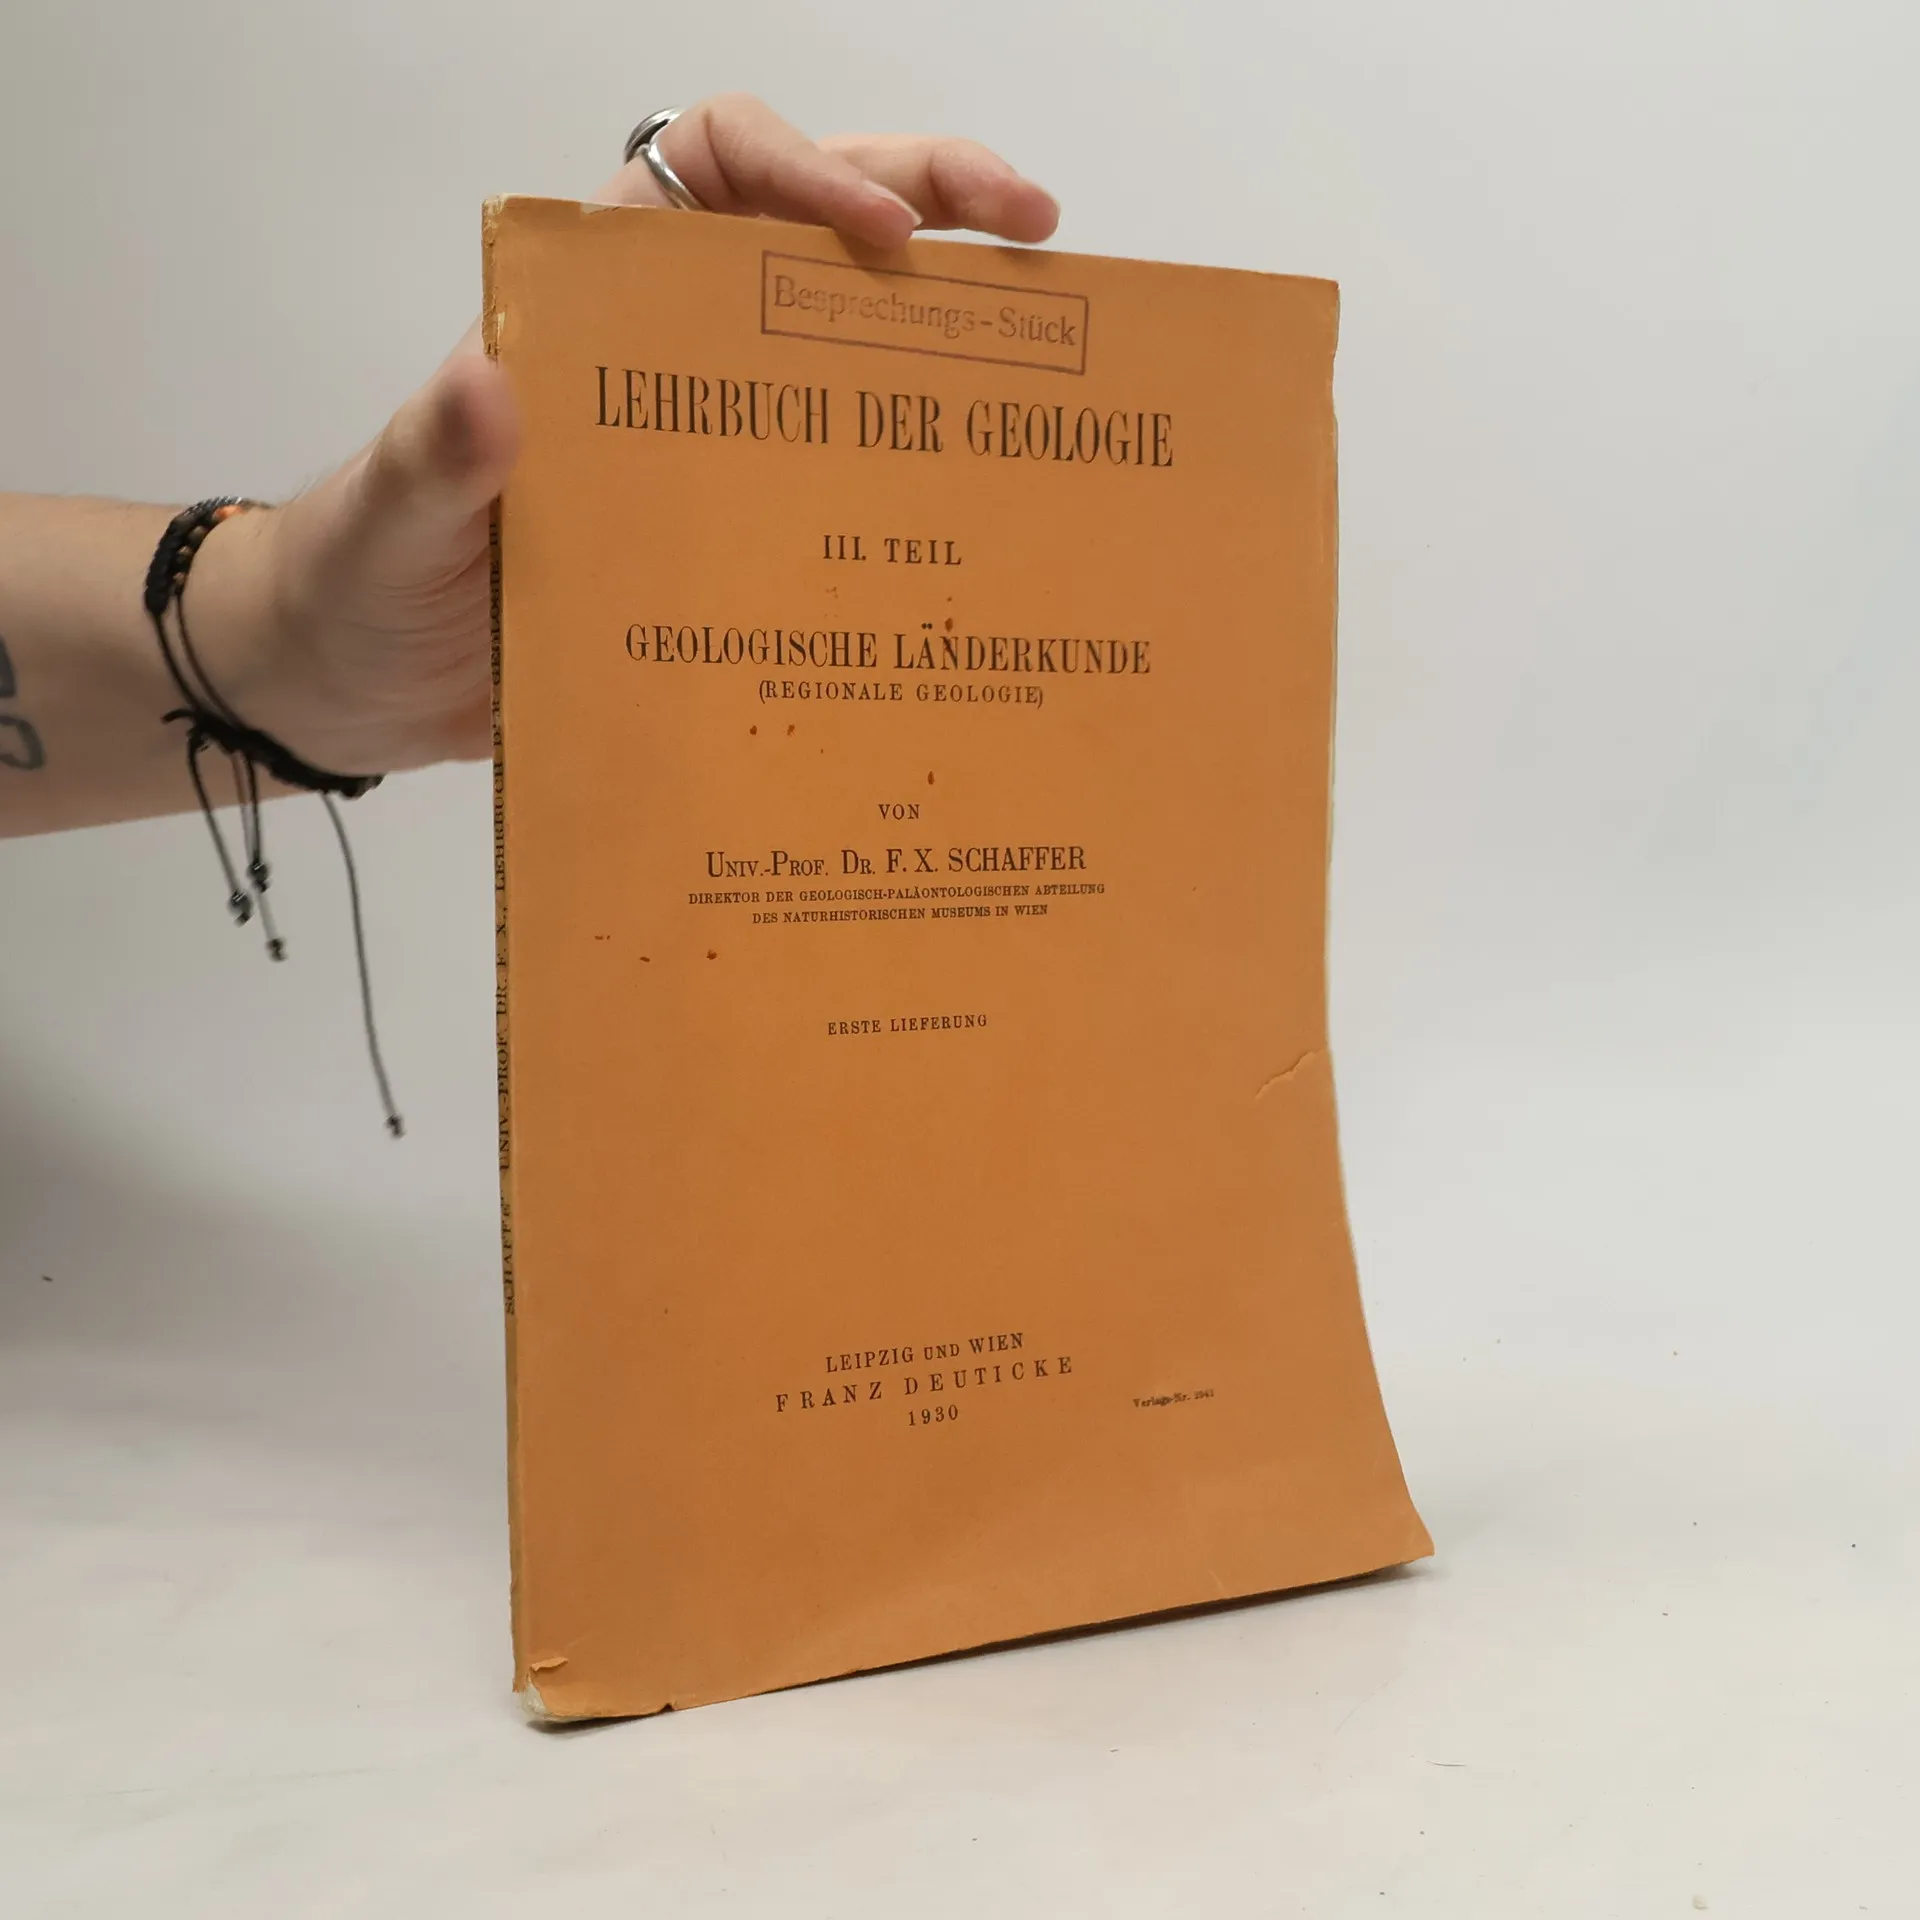 Besprechungs-Stück
LEHRBUCH DER GEOLOGIE
III. TEIL
GEOLOGISCHE LÄNDERKUNDE
(REGIONALE GEOLOGIE)
VON
UNIV.-PROF. DR. F. X. SCHAFFER
DIREKTOR DER GEOLOGISCH-PALÄONTOLOGISCHEN ABTEILUNG
DES NATURHISTORISCHEN MUSEUMS IN WIEN
ERSTE LIEFERUNG
LEIPZIG UND WIEN
FRANZ DEUTICKE
1930
Verlags-Nr.
UNIV.-PROF. DR. F. X., LEHRBUCH DER GEOLOGIE III